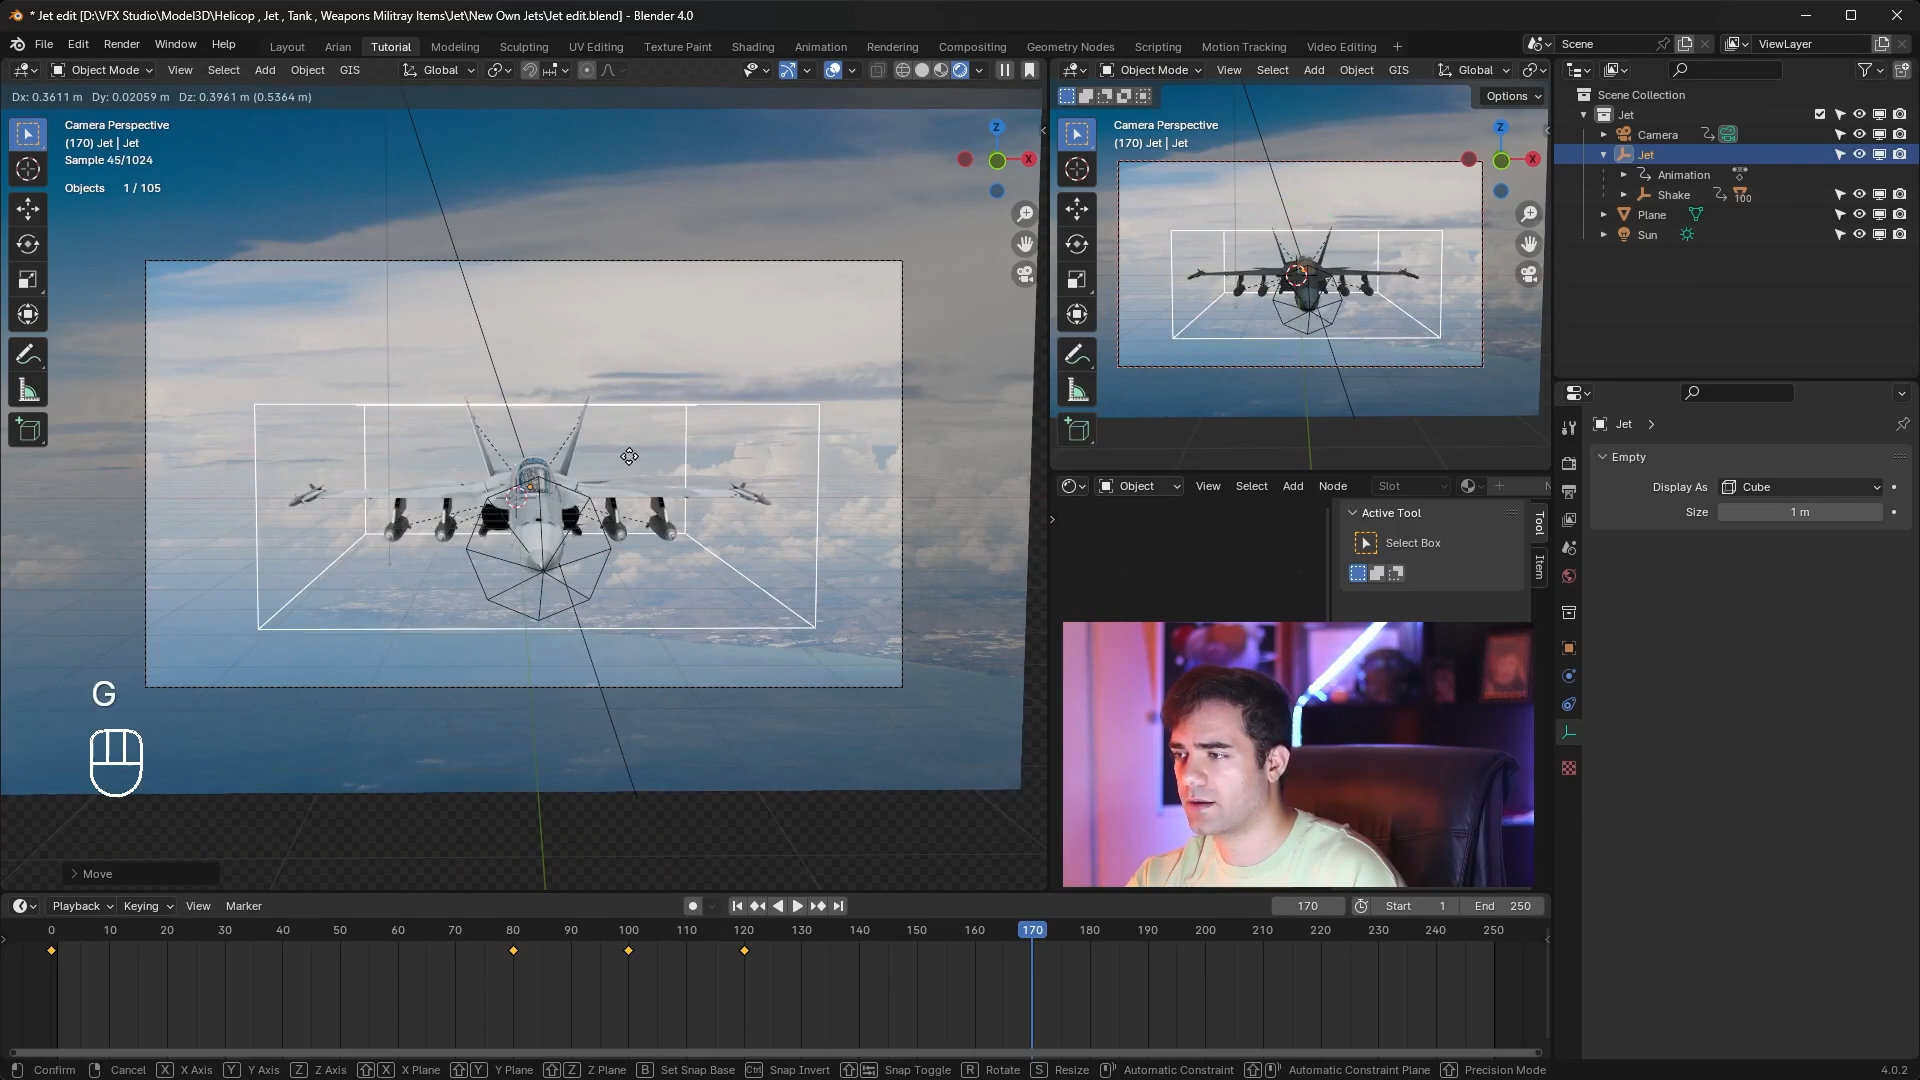 * Jet edit [D:\VFX Studio\Model3D\Helicop , Jet , Tank , Weapons Militray Items\Jet\New Own Jets\Jet edit.blend] - Blender 4.0
File Edit Render Window Help Layout Arian Tutorial Modeling Sculpting UV Editing Texture Paint Shading Animation Rendering Compositing Geometry Nodes Scripting Motion Tracking Video Editing + Scene ViewLayer
Object Mode View Select Add Object GIS Global
Object Mode View Select Add Object GIS Global
Dx: 0.3611 m Dy: 0.02059 m Dz: 0.3961 m (0.5364 m)
Options
Camera Perspective
(170) Jet | Jet
Sample 45/1024
Objects 1 / 105
Z
X
Camera Perspective
(170) Jet | Jet
Z
X
Scene Collection
Jet
Camera
Jet
Animation
Shake 100
Plane
Sun
Jet
Empty
Display As Cube
Size 1 m
Object View Select Add Node Slot
Active Tool
Select Box
Tool
Item
G
Move
Playback Keying View Marker 170 Start 1 End 250
0 10 20 30 40 50 60 70 80 90 100 110 120 130 140 150 160 170 180 190 200 210 220 230 240 250
Confirm Cancel X X Axis Y Y Axis Z Z Axis X X Plane Y Y Plane Z Z Plane B Set Snap Base Ctrl Snap Invert Snap Toggle R Rotate S Resize Automatic Constraint Automatic Constraint Plane Precision Mode 4.0.2